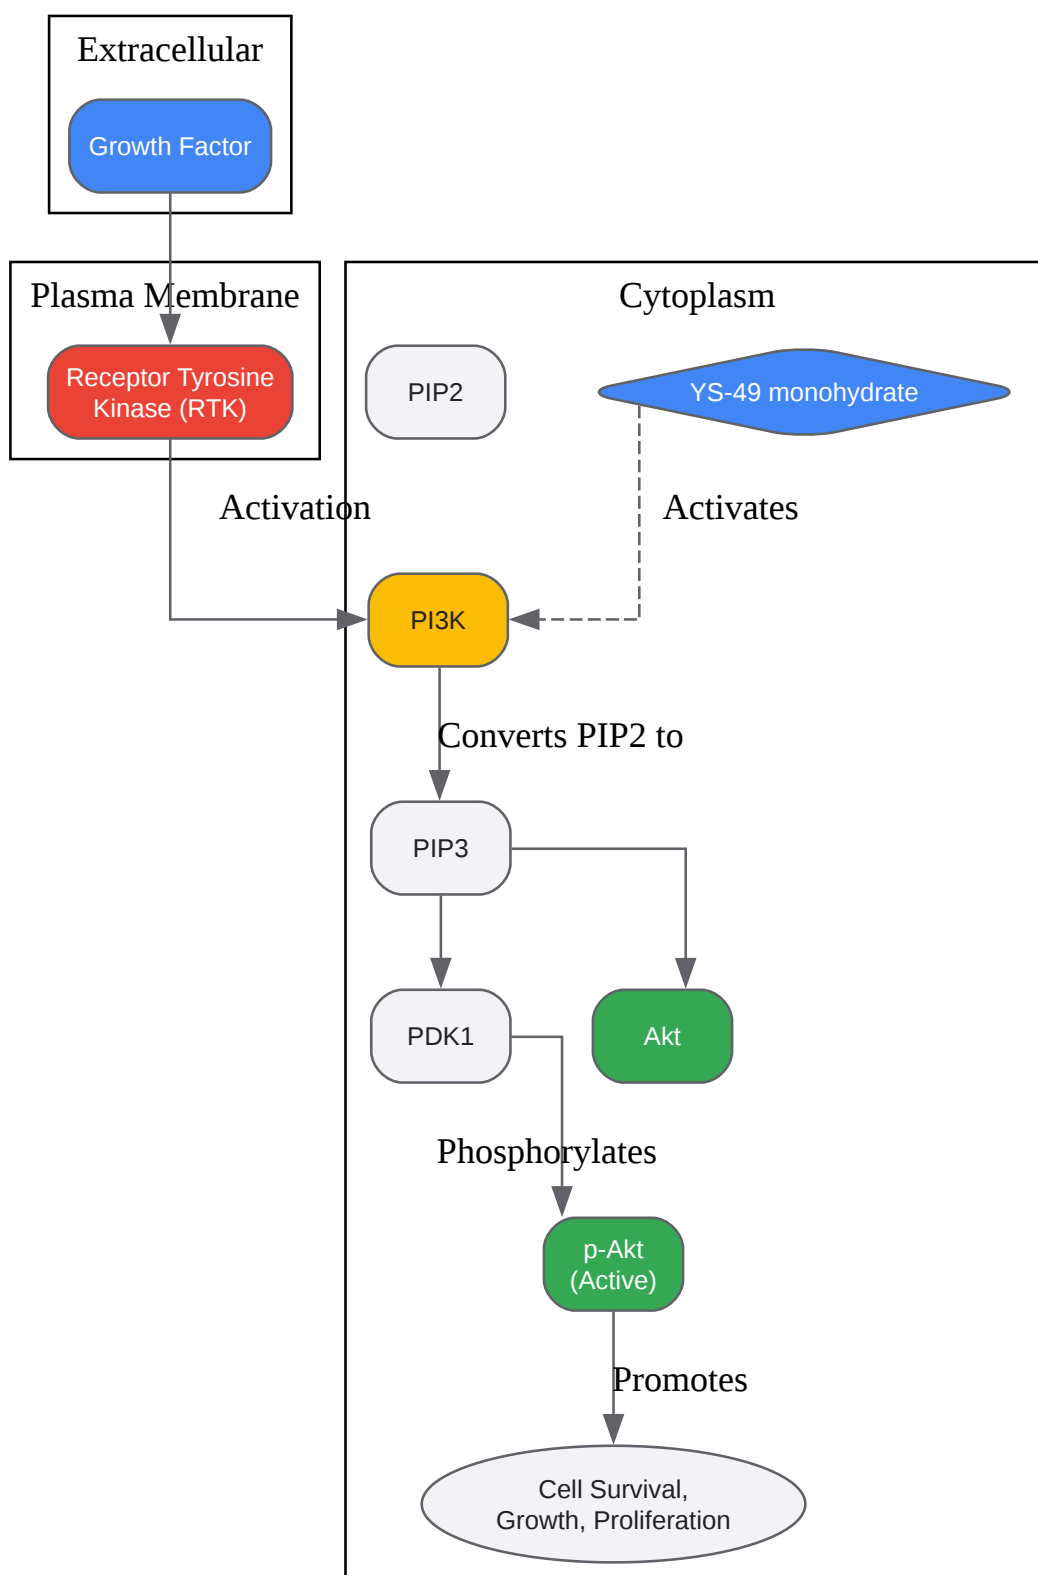 Extracellular
Growth Factor
Plasma Membrane
Cytoplasm
Receptor Tyrosine
Kinase (RTK)
PIP2
YS-49 monohydrate
Activation
Activates
PI3K
Converts PIP2 to
PIP3
PDK1
Akt
Phosphorylates
p-Akt
(Active)
Promotes
Cell Survival,
Growth, Proliferation